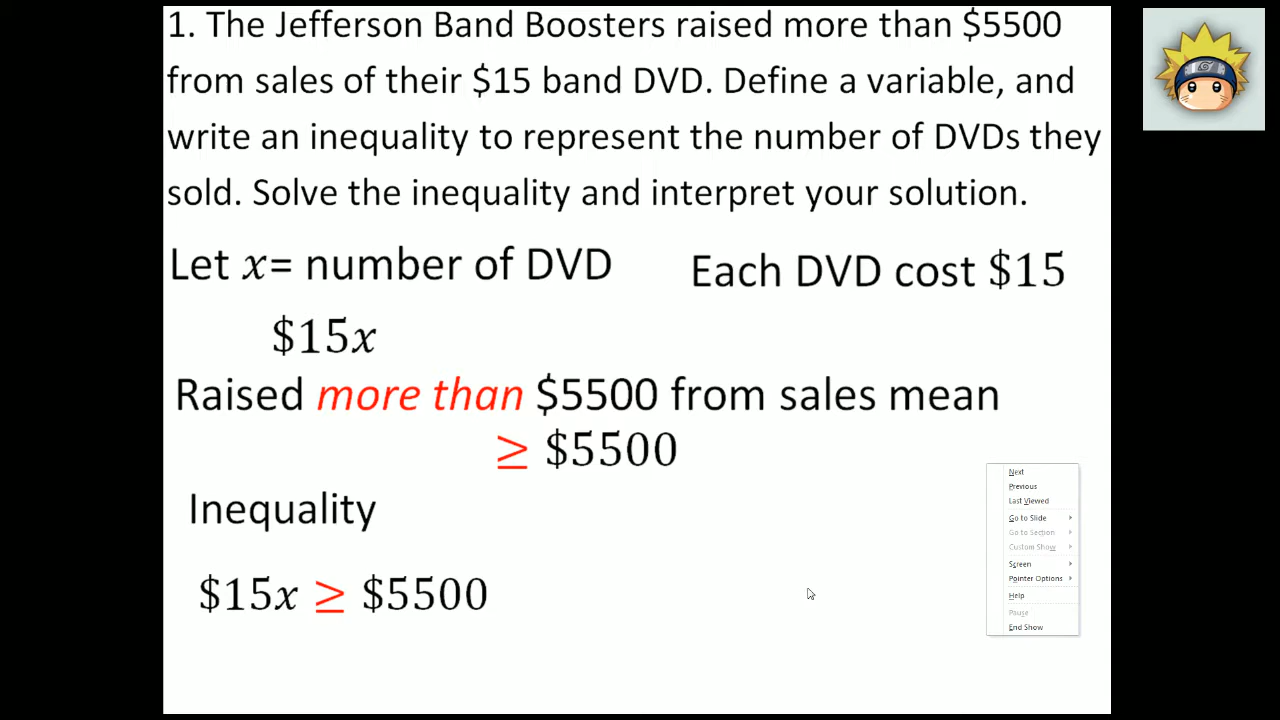 1. The Jefferson Band Boosters raised more than $5500
from sales of their $15 band DVD. Define a variable, and
write an inequality to represent the number of DVDs they
sold. Solve the inequality and interpret your solution.
Let x= number of DVD
Each DVD cost $15
$15x
Raised more than $5500 from sales mean
≥ $5500
Inequality
$15x ≥ $5500
Next
Previous
Last Viewed
Go to Slide
Go to Section
Custom Show
Screen
Pointer Options
Help
Pause
End Show